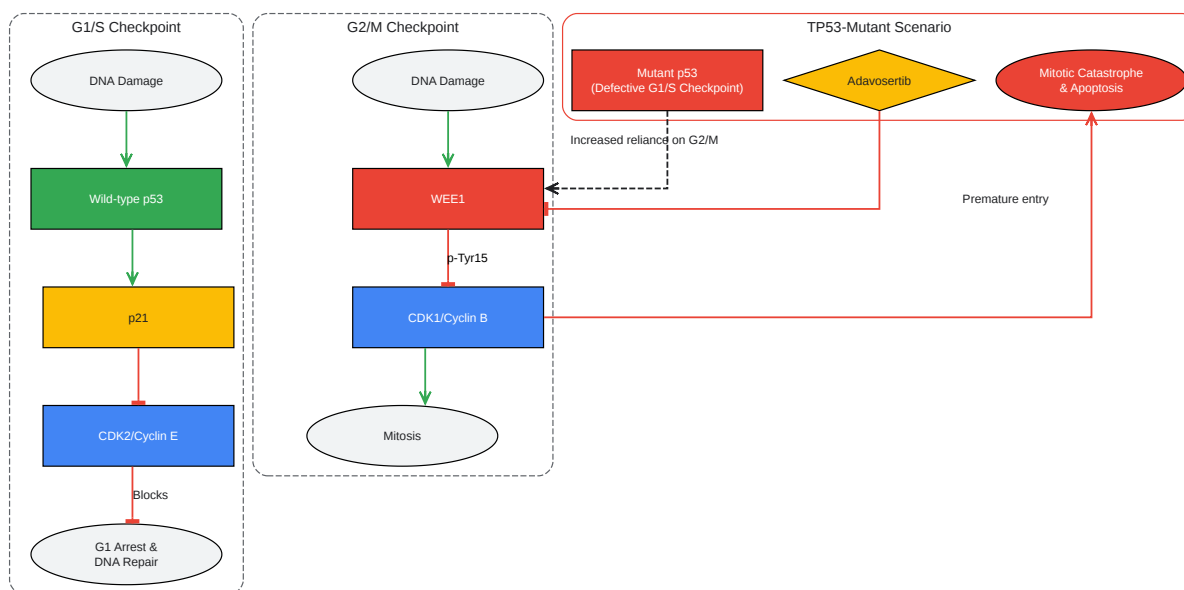 G1/S Checkpoint
DNA Damage
Wild-type p53
p21
CDK2/Cyclin E
Blocks
G1 Arrest &
DNA Repair
G2/M Checkpoint
DNA Damage
WEE1
p-Tyr15
CDK1/Cyclin B
Mitosis
TP53-Mutant Scenario
Mutant p53
(Defective G1/S Checkpoint)
Adavosertib
Mitotic Catastrophe
& Apoptosis
Increased reliance on G2/M
Premature entry